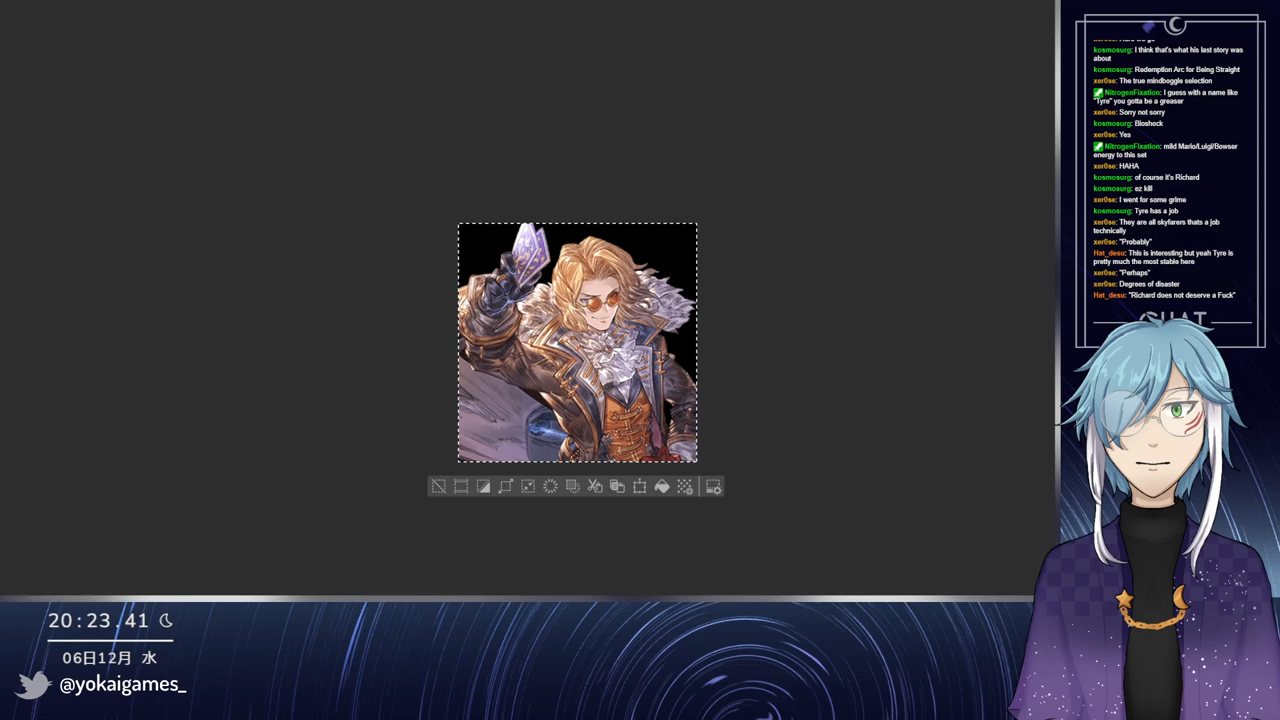 kosmosurg: I think that's what his last story was
about
kosmosurg: Redemption Arc for Being Straight
xer0se: The true mindboggle selection
NitrogenFixation: I guess with a name like
"Tyre" you gotta be a greaser
xer0se: Sorry not sorry
kosmosurg: Bloshock
xer0se: Yes
NitrogenFixation: mild Mario/Luigi/Bowser
energy to this set
xer0se: HAHA
kosmosurg: of course it's Richard
kosmosurg: ez kill
xer0se: I went for some grime
kosmosurg: Tyre has a job
xer0se: They are all skyfarers thats a job
technically
xer0se: "Probably"
Hat_desu: This is interesting but yeah Tyre is
pretty much the most stable here
xer0se: "Perhaps"
xer0se: Degrees of disaster
Hat_desu: "Richard does not deserve a Fuck"
CHAT
20:23.41
06日12月 水
@yokaigames_